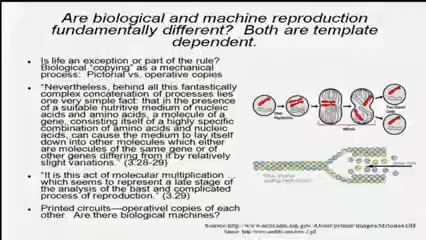 Are biological and machine reproduction
fundamentally different? Both are template
dependent.
• Is life an exception or part of the rule?
Biological "copying" as a mechanical
process: Pictorial vs. operative copies
• "Nevertheless, behind all this fantastically
complex concatenation of processes lies
one very simple fact: that in the presence
of a suitable nutritive medium of nucleic
acids and amino acids, a molecule of a
gene, consisting itself of a highly specific
combination of amino acids and nucleic
acids, can cause the medium to lay itself
down into other molecules which either
are molecules of the same gene or of
other genes differing from it by relatively
slight variations." (3:28-29)
• "It is this act of molecular multiplication
which seems to represent a late stage of
the analysis of the bast and complicated
process of reproduction." (3:29)
• Printed circuits—operatival copies of each
other. Are there biological machines?
Mitosis